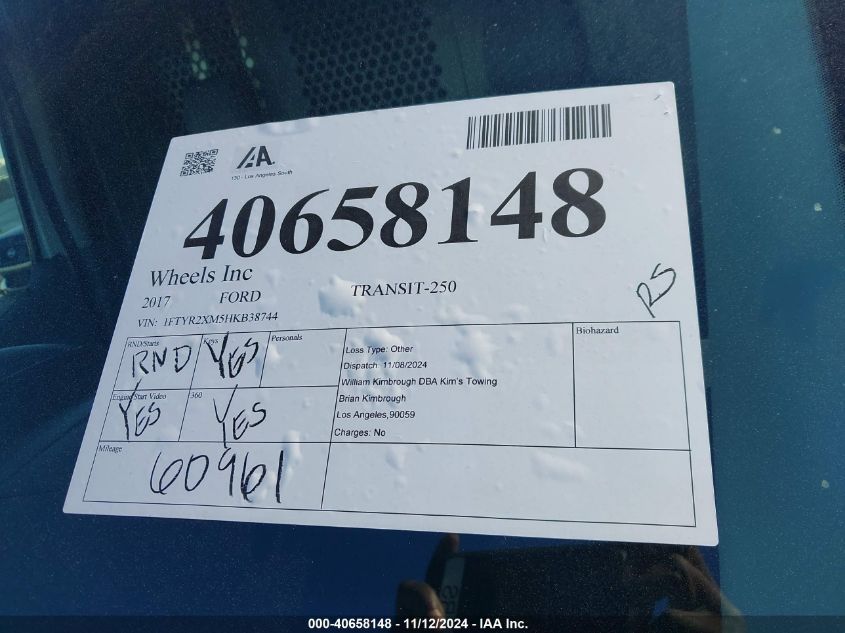 IAA.
130 - Los Angeles South
40658148
Wheels Inc
2017 FORD TRANSIT-250
VIN: 1FTYR2XM5HKB38744
RS
RND/Starts Keys Personals
RND YES
Engine Start Video 360
YES YES
Mileage
60961
Loss Type: Other
Dispatch: 11/08/2024
William Kimbrough DBA Kim's Towing
Brian Kimbrough
Los Angeles,90059
Charges: No
Biohazard
000-40658148 - 11/12/2024 - IAA Inc.